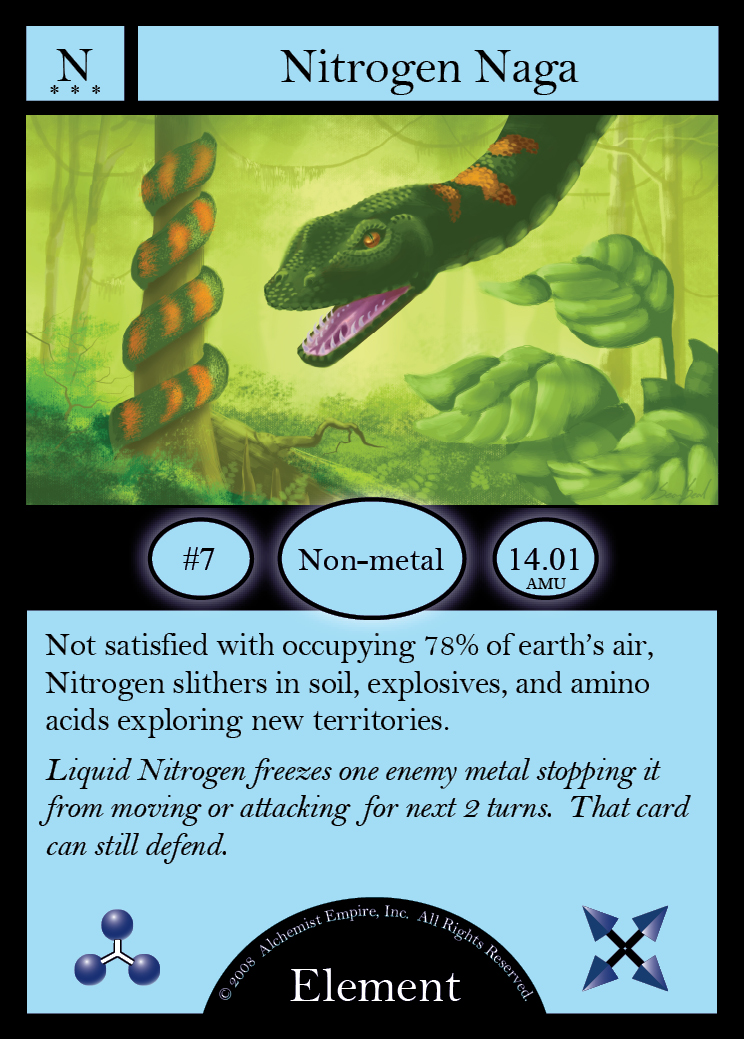 N
* * *
Nitrogen Naga
#7
Non-metal
14.01
AMU
Not satisfied with occupying 78% of earth's air,
Nitrogen slithers in soil, explosives, and amino
acids exploring new territories.
Liquid Nitrogen freezes one enemy metal stopping it
from moving or attacking for next 2 turns. That card
can still defend.
© 2008 Alchemist Empire, Inc. All Rights Reserved.
Element